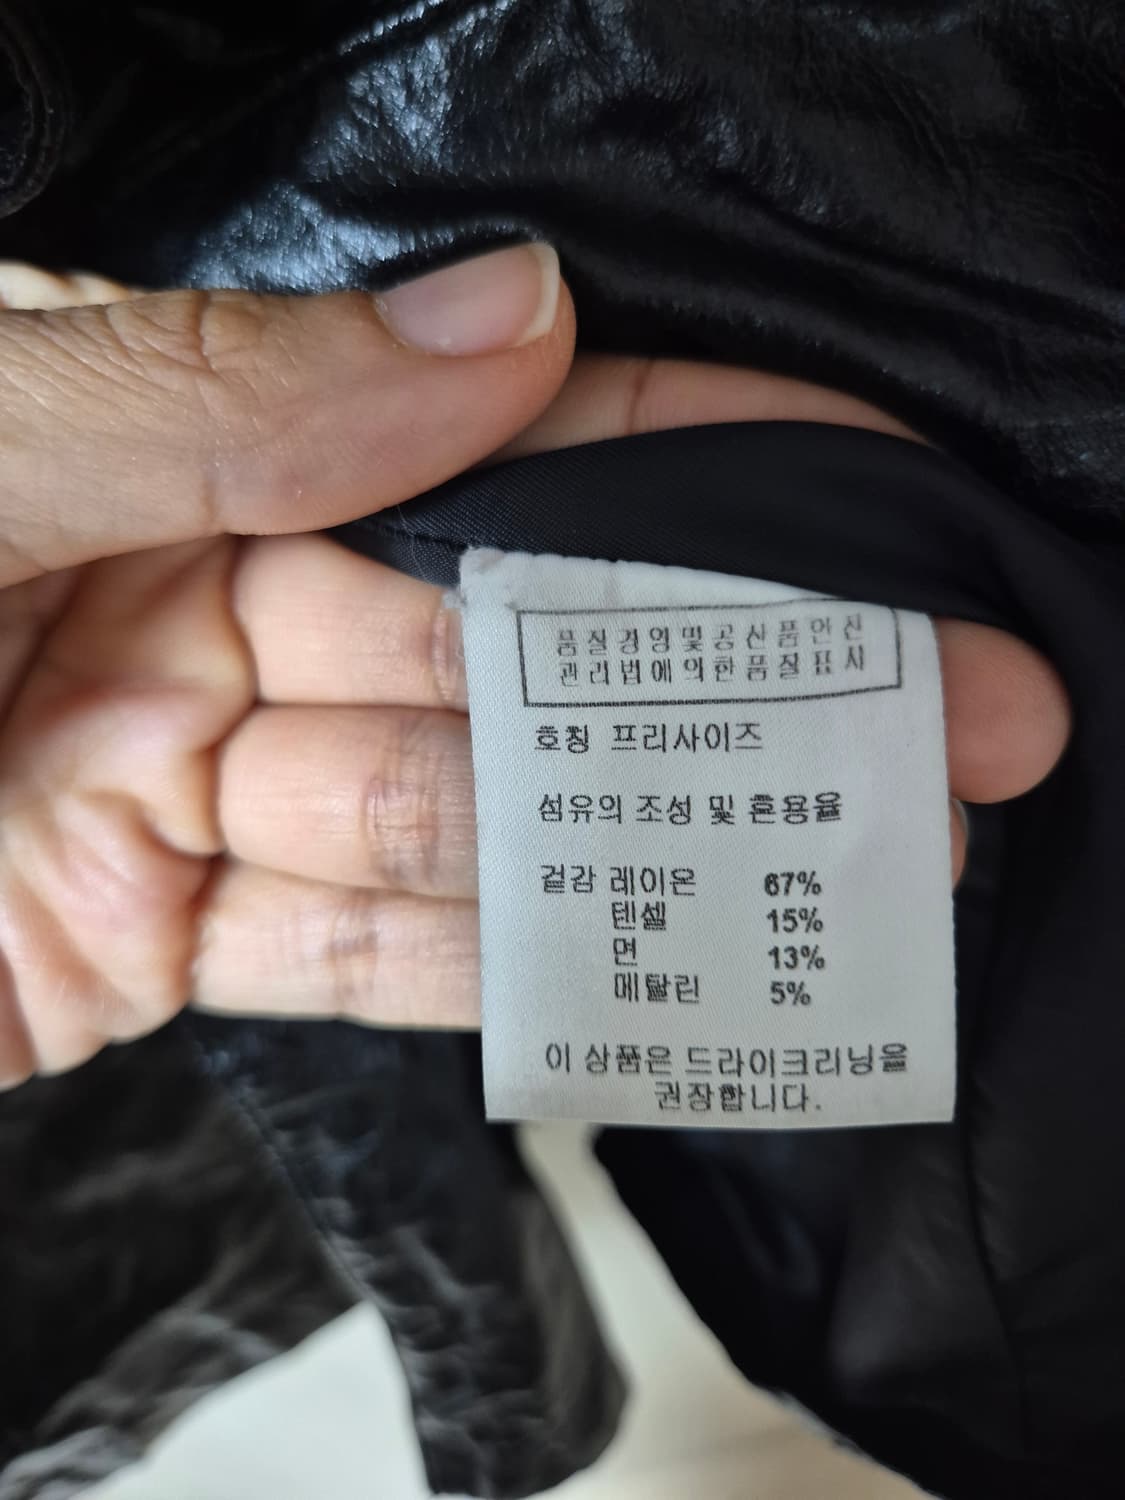 품질경영및공산품안전
관리법에의한품질표시
호칭 프리사이즈
섬유의 조성 및 혼용율
겉감 레이온 67%
텐셀 15%
면 13%
메탈린 5%
이 상품은 드라이크리닝을
권장합니다.